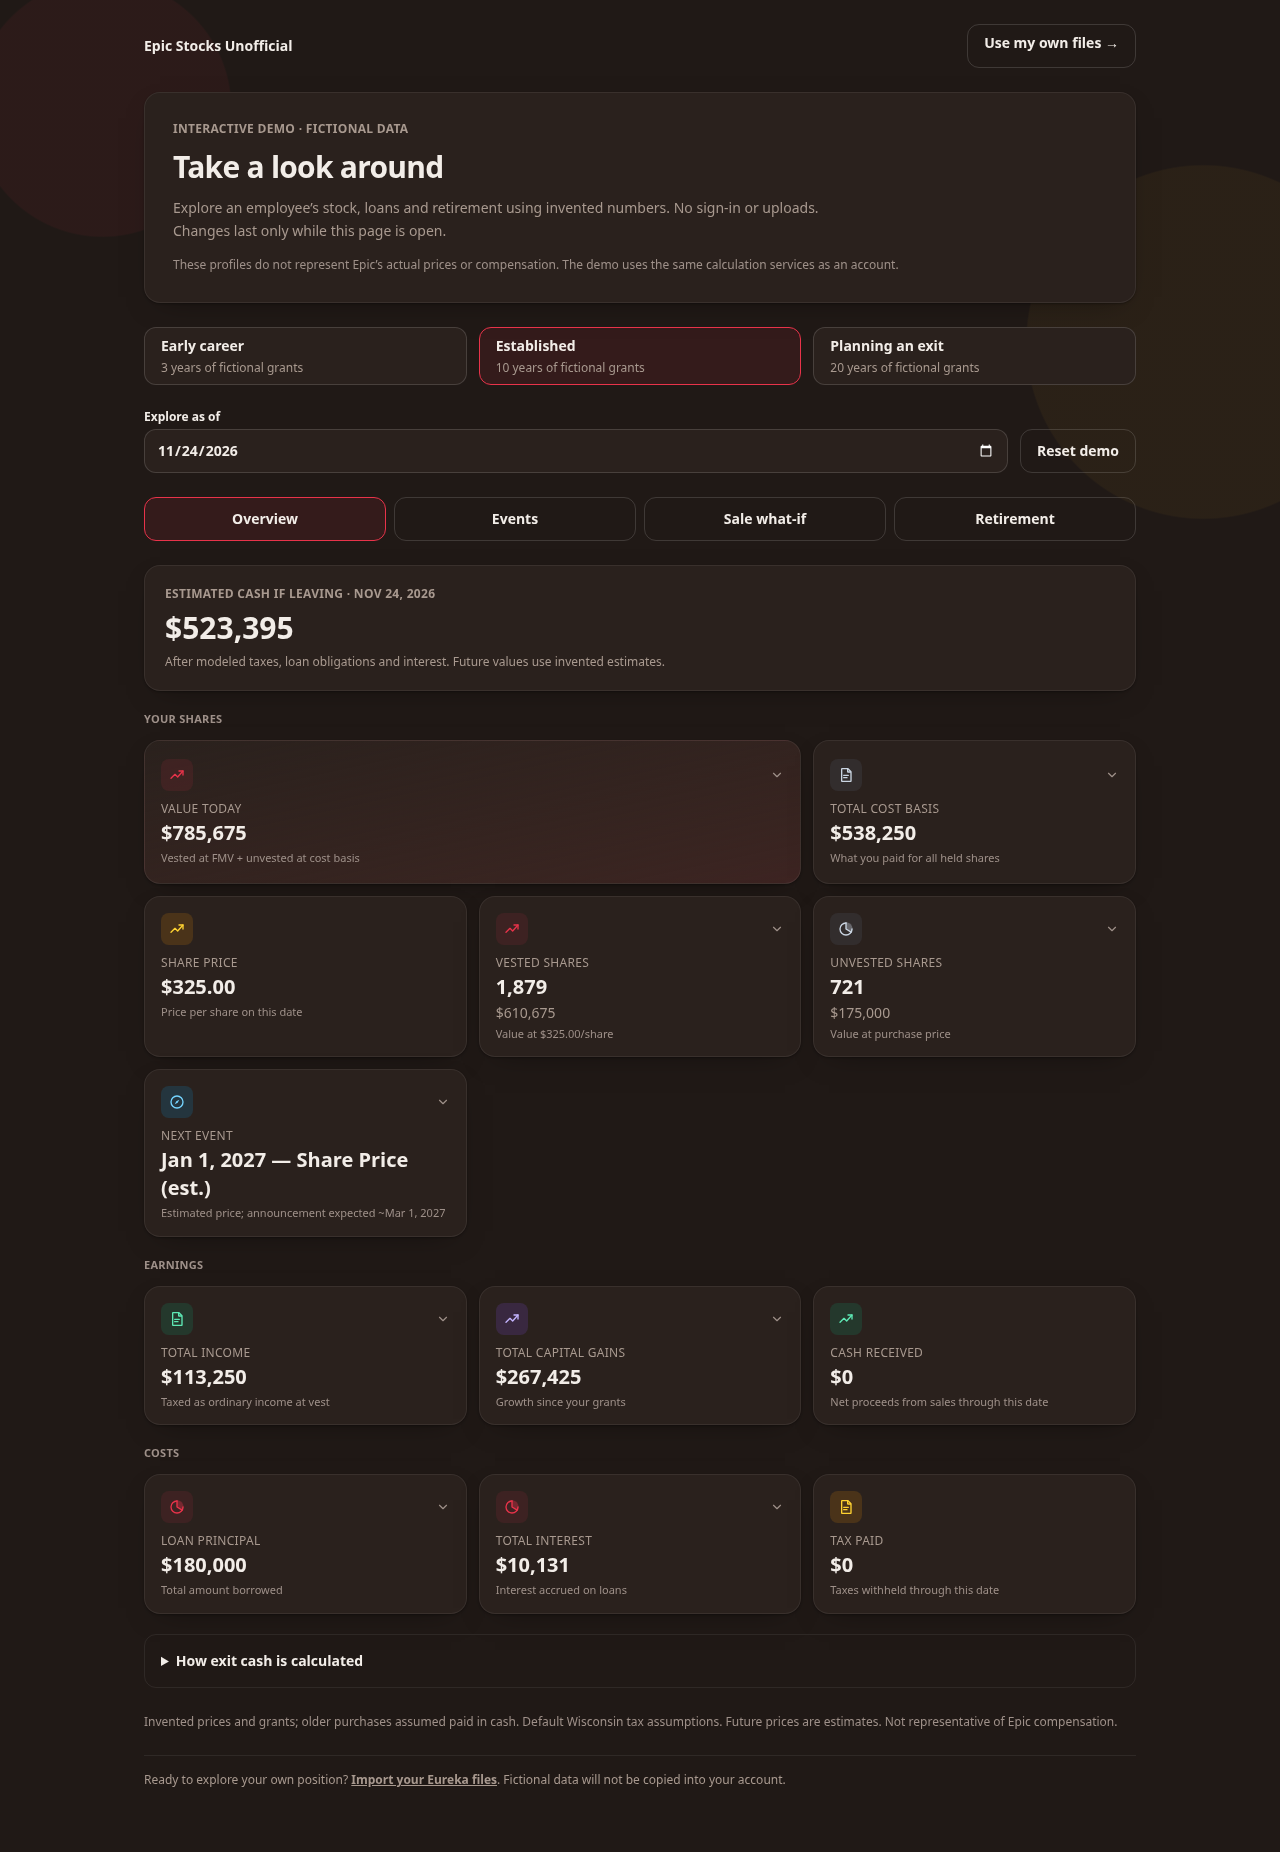 Epic Stocks Unofficial
Use my own files →
INTERACTIVE DEMO · FICTIONAL DATA
Take a look around
Explore an employee’s stock, loans and retirement using invented numbers. No sign-in or uploads.
Changes last only while this page is open.
These profiles do not represent Epic’s actual prices or compensation. The demo uses the same calculation services as an account.
Early career
3 years of fictional grants
Established
10 years of fictional grants
Planning an exit
20 years of fictional grants
Explore as of
11/24/2026
Reset demo
Overview
Events
Sale what-if
Retirement
ESTIMATED CASH IF LEAVING · NOV 24, 2026
$523,395
After modeled taxes, loan obligations and interest. Future values use invented estimates.
YOUR SHARES
VALUE TODAY
$785,675
Vested at FMV + unvested at cost basis
TOTAL COST BASIS
$538,250
What you paid for all held shares
SHARE PRICE
$325.00
Price per share on this date
VESTED SHARES
1,879
$610,675
Value at $325.00/share
UNVESTED SHARES
721
$175,000
Value at purchase price
NEXT EVENT
Jan 1, 2027 — Share Price
(est.)
Estimated price; announcement expected ~Mar 1, 2027
EARNINGS
TOTAL INCOME
$113,250
Taxed as ordinary income at vest
TOTAL CAPITAL GAINS
$267,425
Growth since your grants
CASH RECEIVED
$0
Net proceeds from sales through this date
COSTS
LOAN PRINCIPAL
$180,000
Total amount borrowed
TOTAL INTEREST
$10,131
Interest accrued on loans
TAX PAID
$0
Taxes withheld through this date
How exit cash is calculated
Invented prices and grants; older purchases assumed paid in cash. Default Wisconsin tax assumptions. Future prices are estimates. Not representative of Epic compensation.
Ready to explore your own position? Import your Eureka files. Fictional data will not be copied into your account.